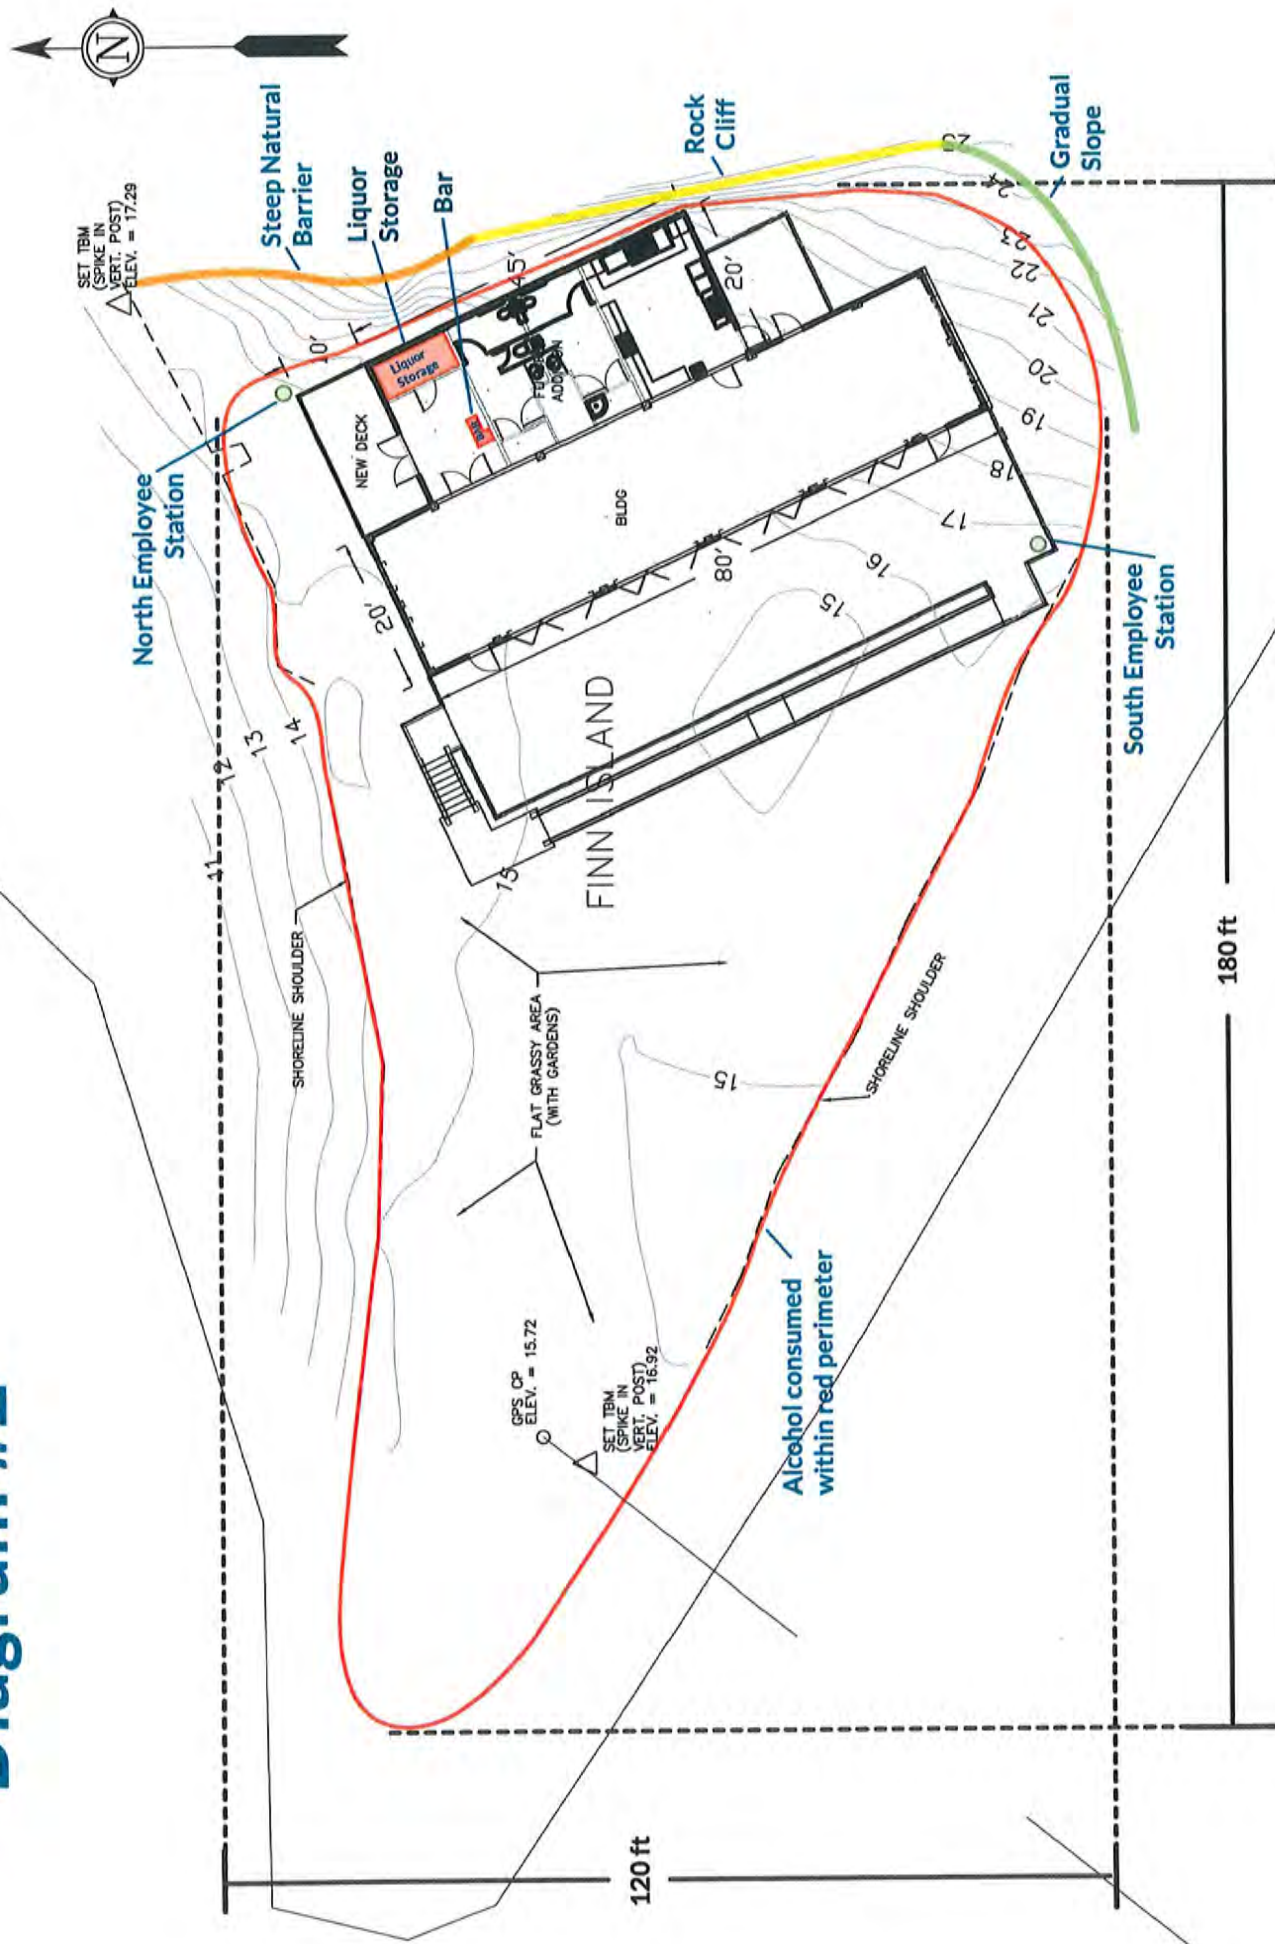 Diagram #2
N
SET TBM
(SPIKE IN
VERT. POST)
ELEV. = 17.29
Steep Natural
Barrier
Liquor
Storage
Bar
Rock
Cliff
Gradual
Slope
North Employee
Station
10'
45'
20'
Liquor
Storage
BAR
NEW DECK
ADD
BLDG
20'
80'
FINN ISLAND
25
24
23
22
21
20
19
18
17
16
15
15
15
14
13
12
11
South Employee
Station
SHORELINE SHOULDER
FLAT GRASSY AREA
(WITH GARDENS)
SHORELINE SHOULDER
GPS CP
ELEV. = 15.72
SET TBM
(SPIKE IN
VERT. POST)
ELEV. = 16.92
Alcohol consumed
within red perimeter
180 ft
120 ft